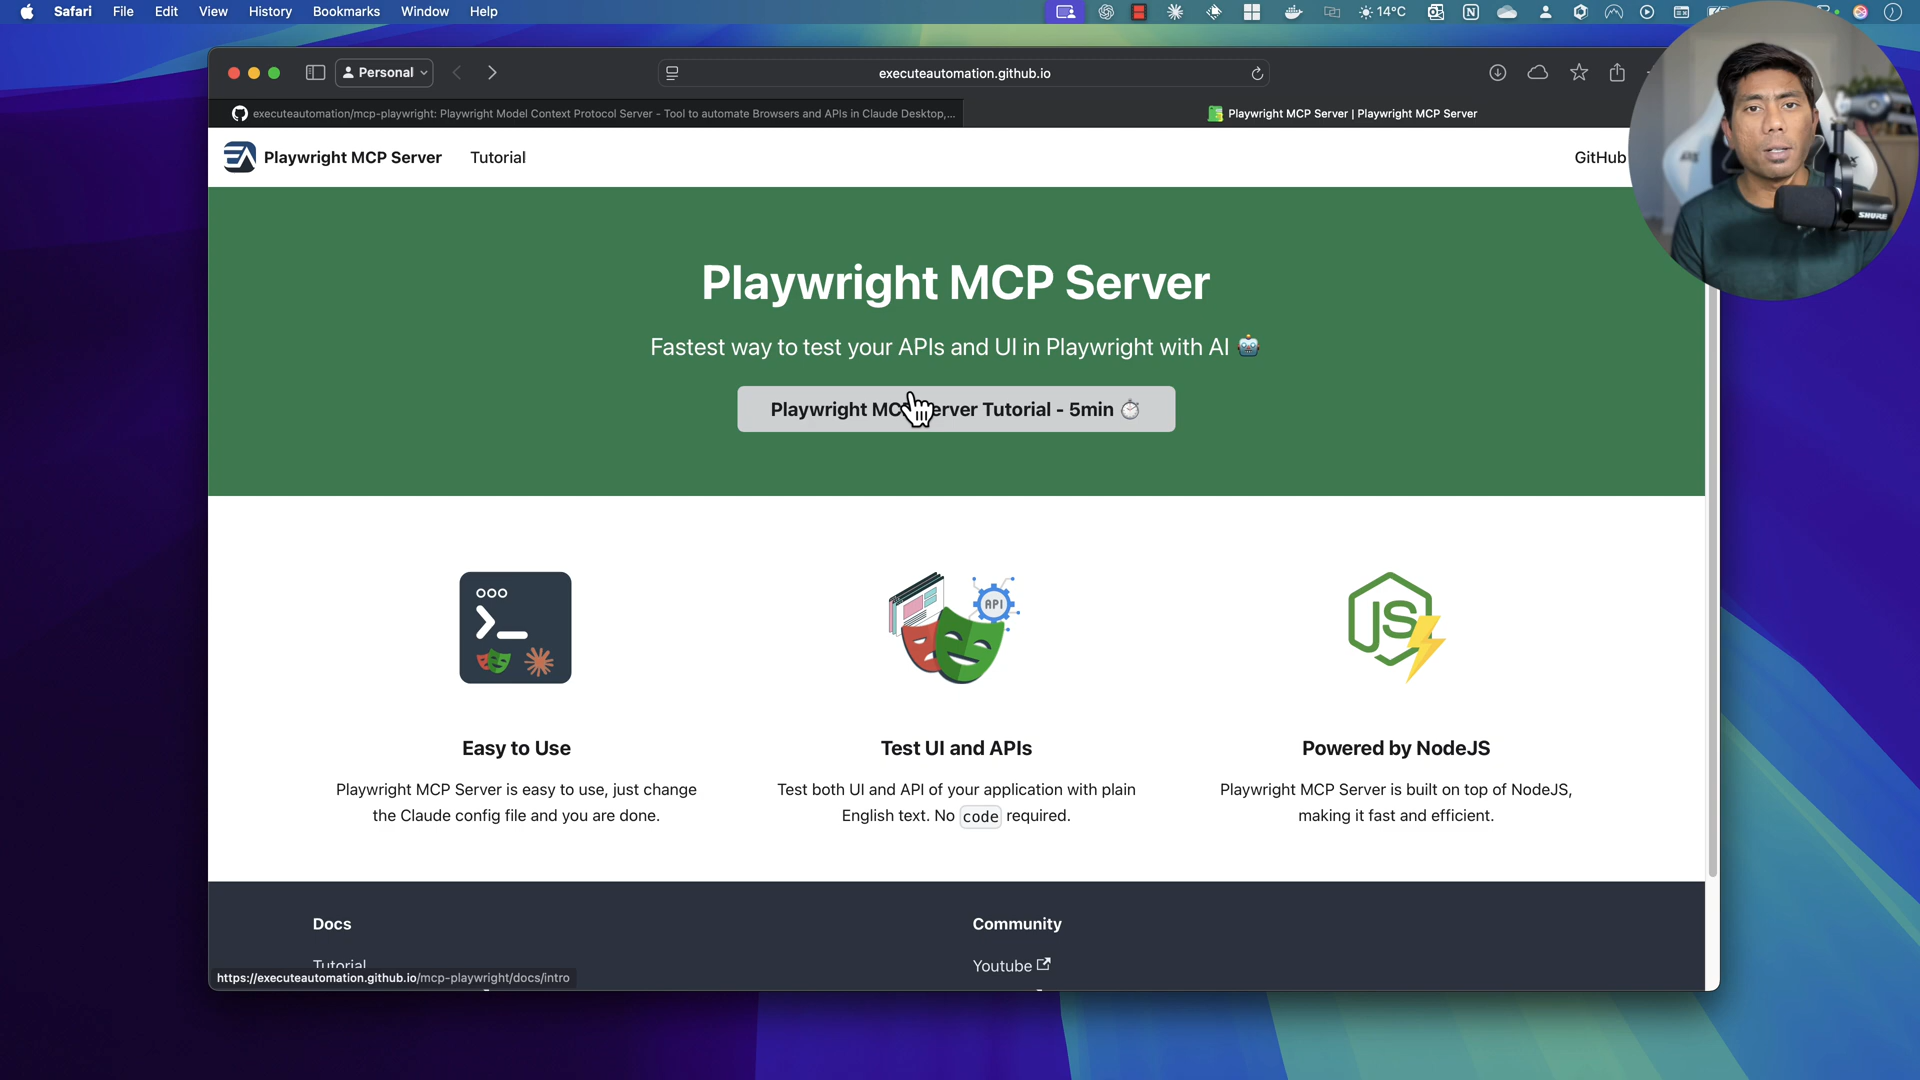 Safari File Edit View History Bookmarks Window Help
14°C
Personal
executeautomation.github.io
executeautomation/mcp-playwright: Playwright Model Context Protocol Server - Tool to automate Browsers and APIs in Claude Desktop,...
Playwright MCP Server | Playwright MCP Server
Playwright MCP Server
Tutorial
GitHub
SHURE
Playwright MCP Server
Fastest way to test your APIs and UI in Playwright with AI 🤖
Playwright MCP Server Tutorial - 5min ⏱️
API
JS
Easy to Use
Playwright MCP Server is easy to use, just change
the Claude config file and you are done.
Test UI and APIs
Test both UI and API of your application with plain
English text. No code required.
Powered by NodeJS
Playwright MCP Server is built on top of NodeJS,
making it fast and efficient.
Docs
Tutorial
Community
Youtube
https://executeautomation.github.io/mcp-playwright/docs/intro